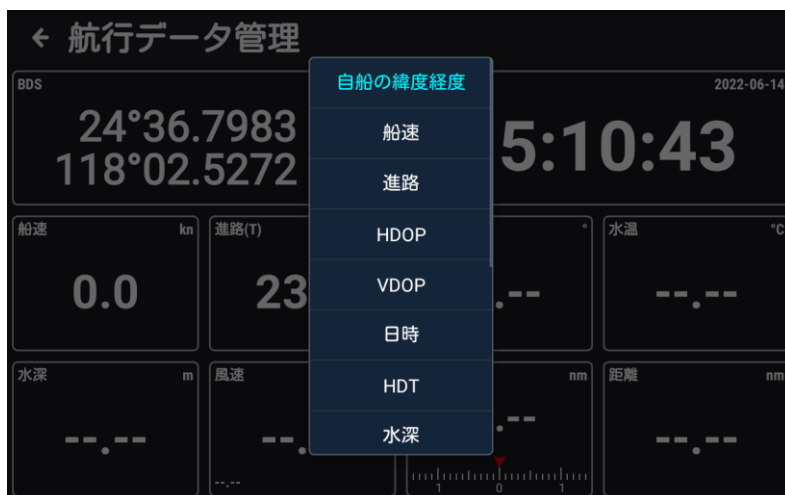 ← 航行データ管理
BDS
2022-06-14
24°36.7983
118°02.5272
5:10:43
自船の緯度経度
船速
進路
HDOP
VDOP
日時
HDT
水深
船速 kn
0.0
進路(T)
23
°
--.--
水温 °C
--.--
水深 m
--.--
風速
--.
--.--
nm
.--
1 0 1
距離 nm
--.--